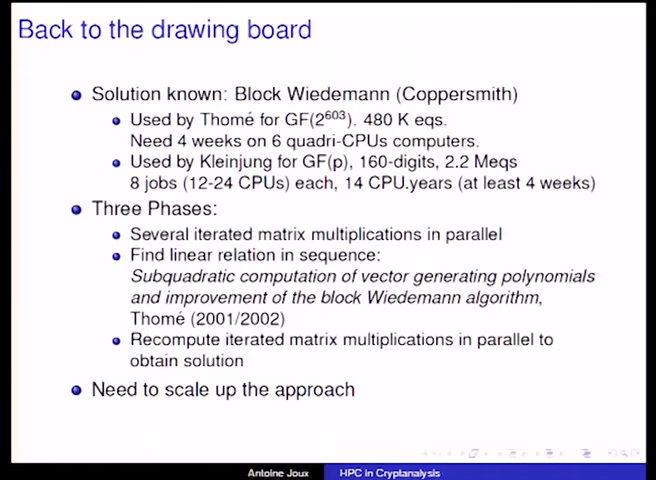 Back to the drawing board
Solution known: Block Wiedemann (Coppersmith)
Used by Thomé for GF(2⁶⁰³). 480 K eqs.
Need 4 weeks on 6 quadri-CPUs computers.
Used by Kleinjung for GF(p), 160-digits, 2.2 Meqs
8 jobs (12-24 CPUs) each, 14 CPU.years (at least 4 weeks)
Three Phases:
Several iterated matrix multiplications in parallel
Find linear relation in sequence:
Subquadratic computation of vector generating polynomials
and improvement of the block Wiedemann algorithm,
Thomé (2001/2002)
Recompute iterated matrix multiplications in parallel to
obtain solution
Need to scale up the approach
Antoine Joux HPC in Cryptanalysis